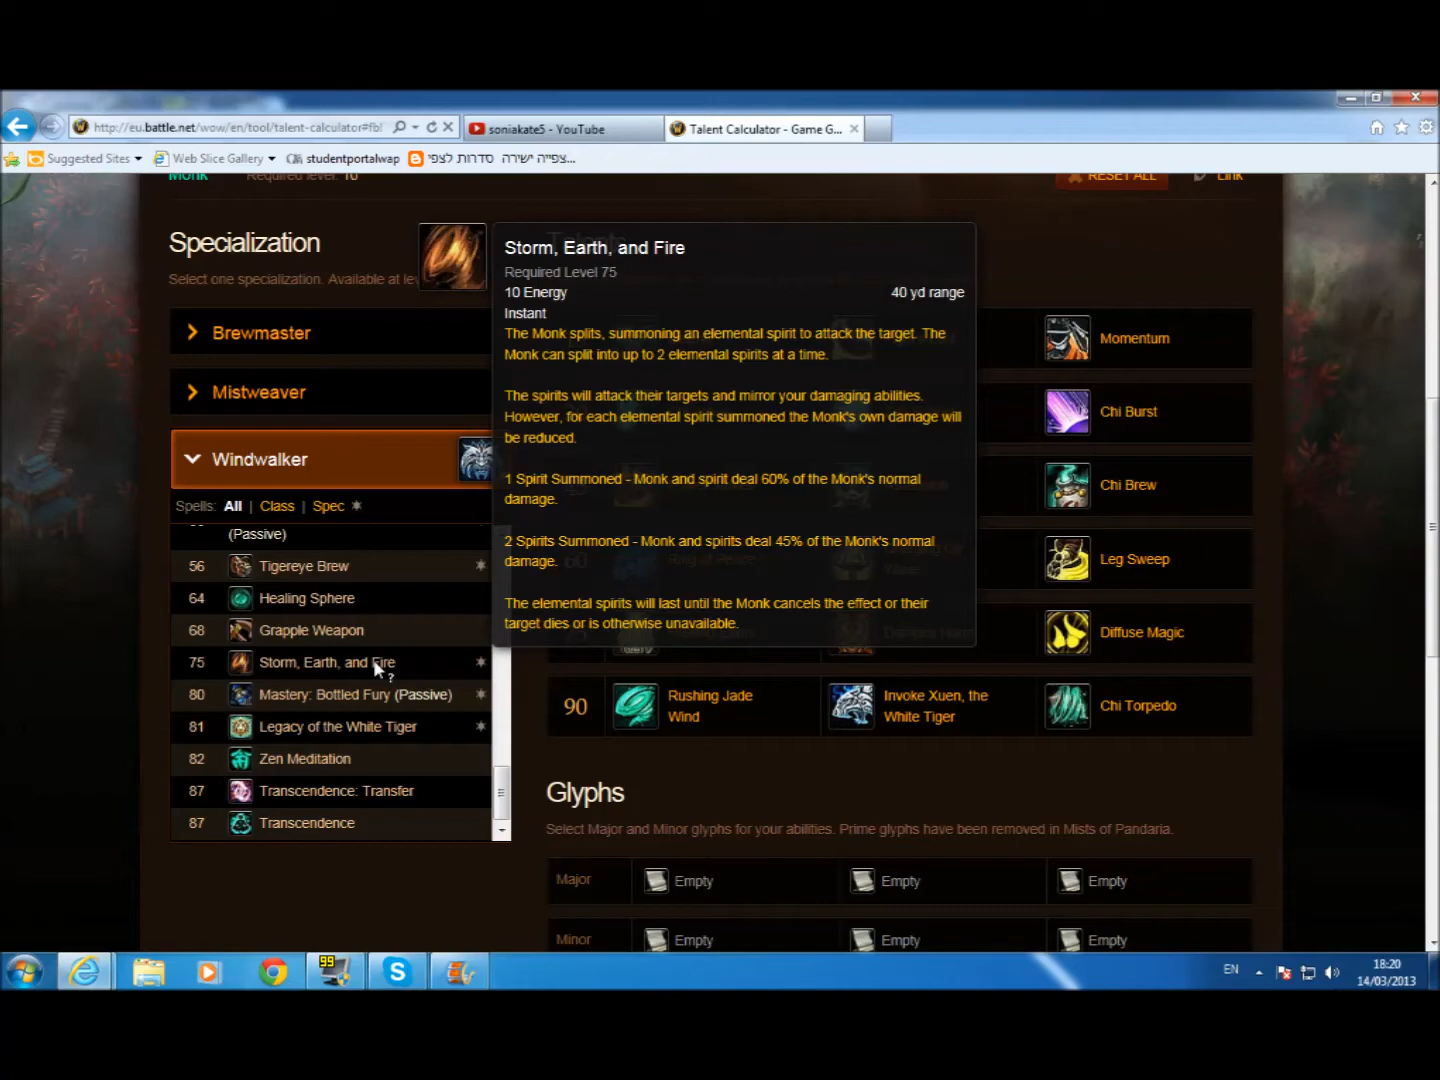 http://eu.battle.net/wow/en/tool/talent-calculator#fb!
soniakate5 - YouTube
Talent Calculator - Game G...
Suggested Sites
Web Slice Gallery
studentportalwap
צפייה ישירה סדרות לצפי...
Monk
Required level: 10
RESET ALL
Link
Specialization
Select one specialization. Available at lev
Brewmaster
Mistweaver
Windwalker
Spells: All | Class | Spec
(Passive)
56 Tigereye Brew
64 Healing Sphere
68 Grapple Weapon
75 Storm, Earth, and Fire
80 Mastery: Bottled Fury (Passive)
81 Legacy of the White Tiger
82 Zen Meditation
87 Transcendence: Transfer
87 Transcendence
Storm, Earth, and Fire
Required Level 75
10 Energy 40 yd range
Instant
The Monk splits, summoning an elemental spirit to attack the target. The
Monk can split into up to 2 elemental spirits at a time.
The spirits will attack their targets and mirror your damaging abilities.
However, for each elemental spirit summoned the Monk's own damage will
be reduced.
1 Spirit Summoned - Monk and spirit deal 60% of the Monk's normal
damage.
2 Spirits Summoned - Monk and spirits deal 45% of the Monk's normal
damage.
The elemental spirits will last until the Monk cancels the effect or their
target dies or is otherwise unavailable.
Momentum
Chi Burst
Chi Brew
Leg Sweep
Diffuse Magic
90
Rushing Jade
Wind
Invoke Xuen, the
White Tiger
Chi Torpedo
Glyphs
Select Major and Minor glyphs for your abilities. Prime glyphs have been removed in Mists of Pandaria.
Major Empty Empty Empty
Minor Empty Empty Empty
99
EN
18:20
14/03/2013